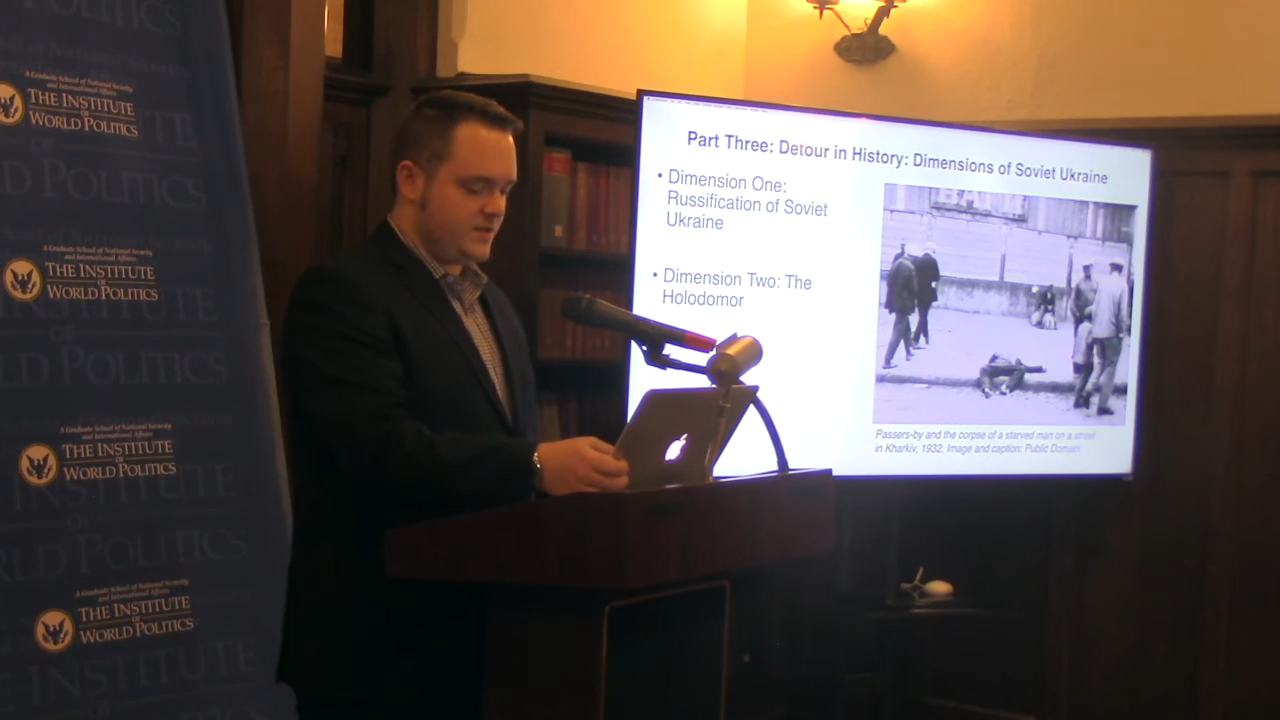 A Graduate School of National Security
and International Affairs
THE INSTITUTE
OF
WORLD POLITICS
A Graduate School of National Security
and International Affairs
THE INSTITUTE
OF
WORLD POLITICS
A Graduate School of National Security
and International Affairs
THE INSTITUTE
OF
WORLD POLITICS
A Graduate School of National Security
and International Affairs
THE INSTITUTE
OF
WORLD POLITICS
Part Three: Detour in History: Dimensions of Soviet Ukraine
• Dimension One:
Russification of Soviet
Ukraine
• Dimension Two: The
Holodomor
Passers-by and the corpse of a starved man on a street
in Kharkiv, 1932. Image and caption: Public Domain